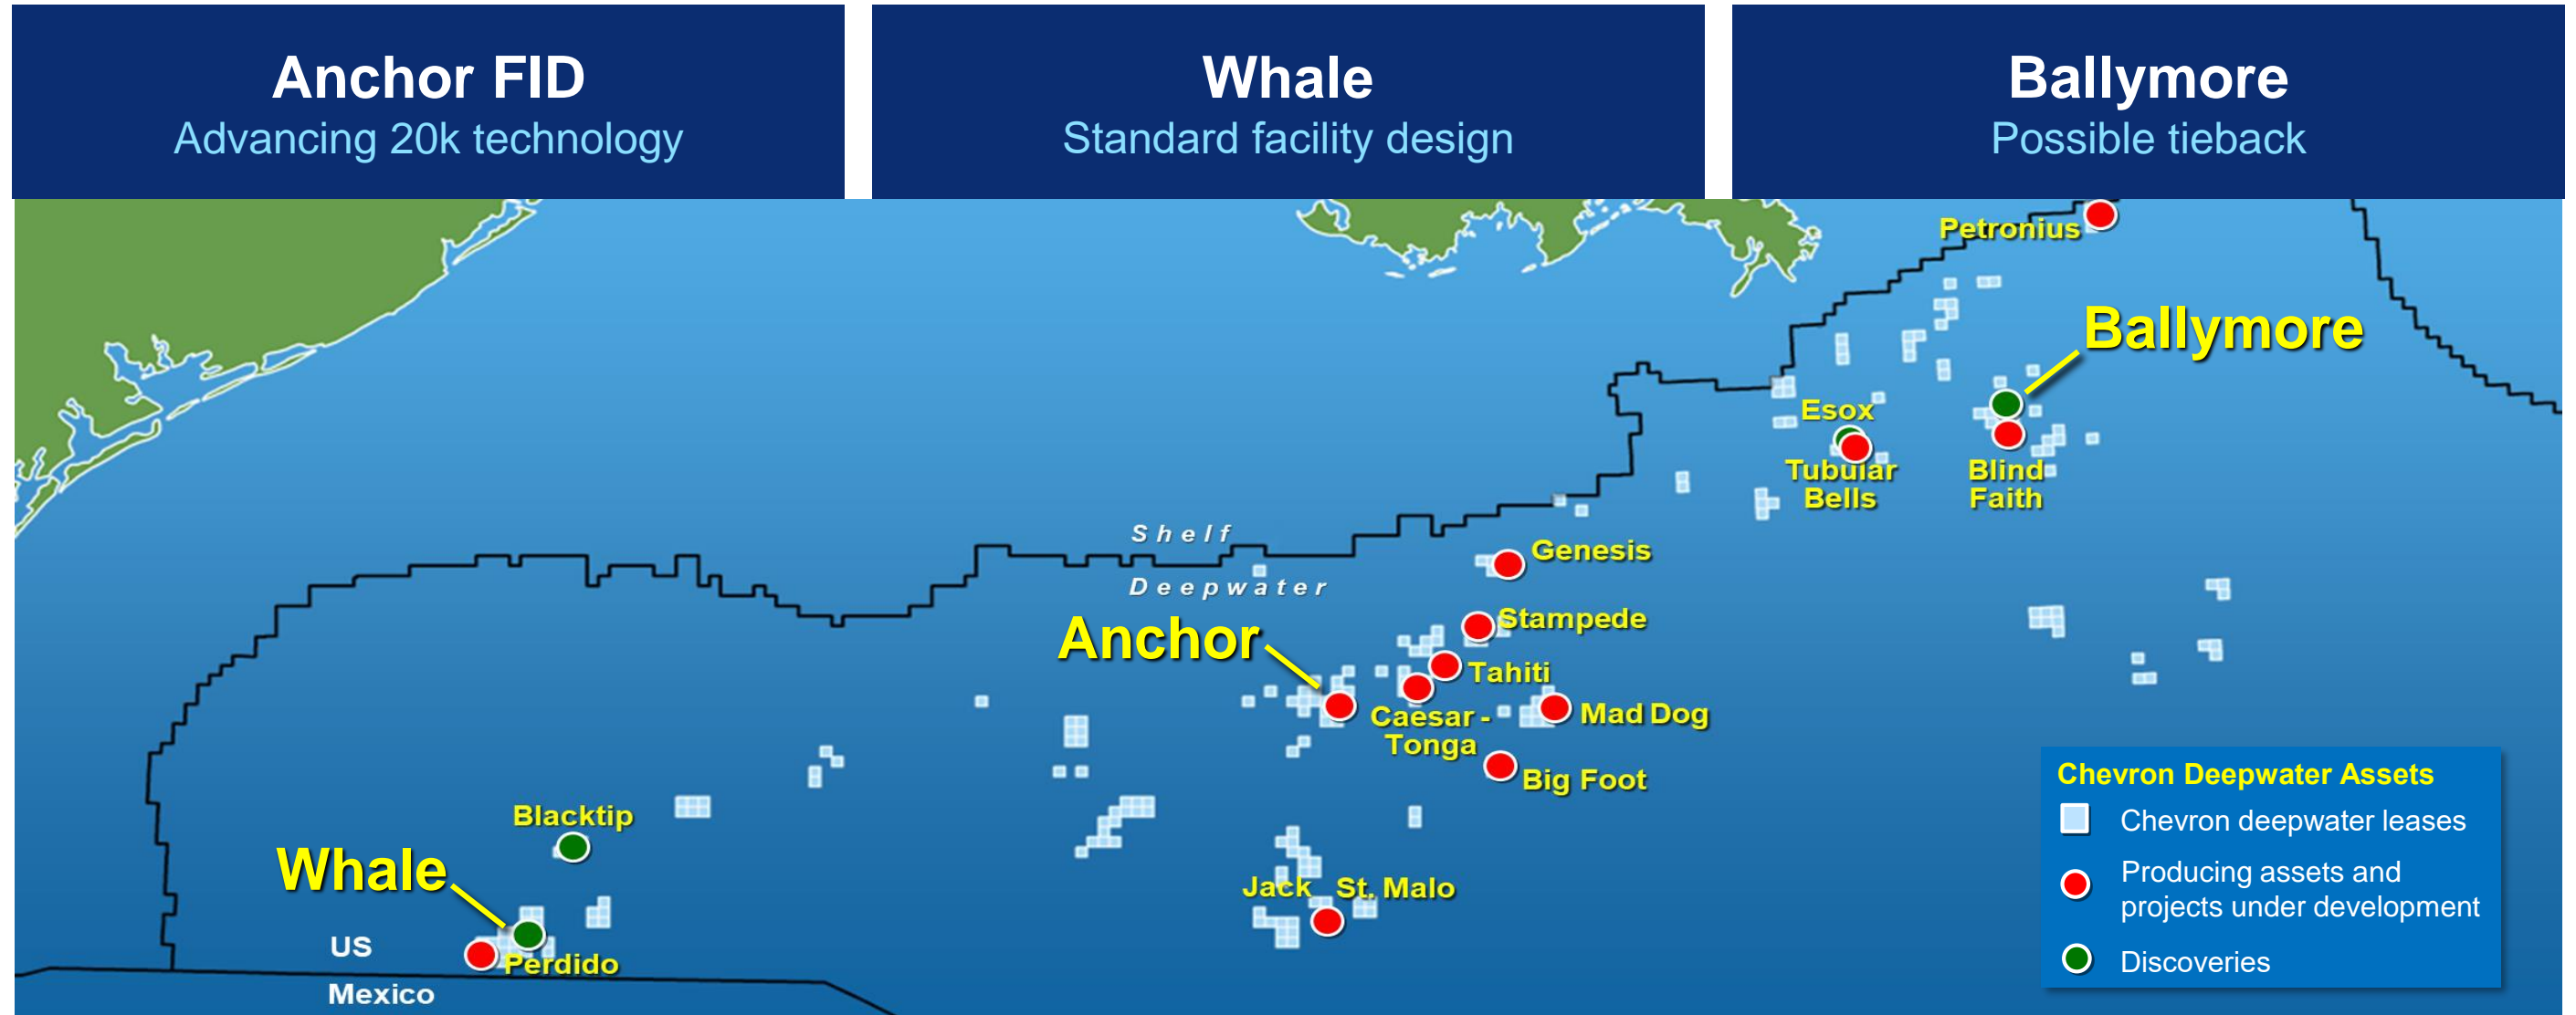 Anchor FID
Advancing 20k technology
Whale
Standard facility design
Ballymore
Possible tieback
Petronius
Ballymore
Esox
Tubular
Bells
Blind
Faith
Shelf
Deepwater
Genesis
Stampede
Anchor
Tahiti
Caesar -
Tonga
Mad Dog
Big Foot
Blacktip
Whale
Jack St. Malo
US
Perdido
Mexico
Chevron Deepwater Assets
Chevron deepwater leases
Producing assets and
projects under development
Discoveries